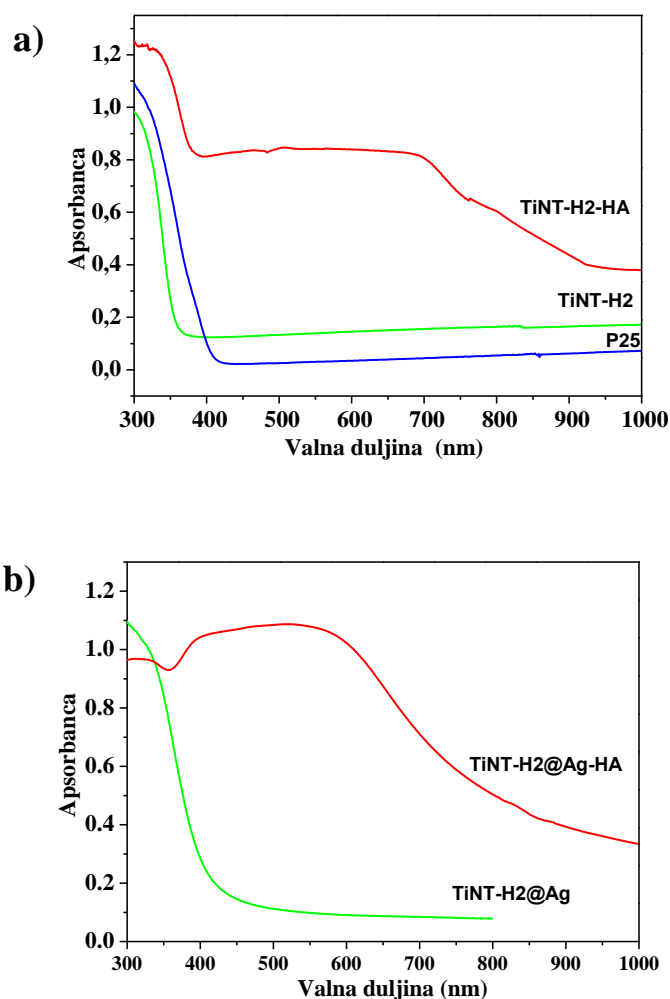 a)
1,2
1,0
0,8
0,6
0,4
0,2
0,0
Apsorbanca
TiNT-H2-HA
TiNT-H2
P25
300 400 500 600 700 800 900 1000
Valna duljina (nm)
b)
1.2
1.0
0.8
0.6
0.4
0.2
0.0
Apsorbanca
TiNT-H2@Ag-HA
TiNT-H2@Ag
300 400 500 600 700 800 900 1000
Valna duljina (nm)